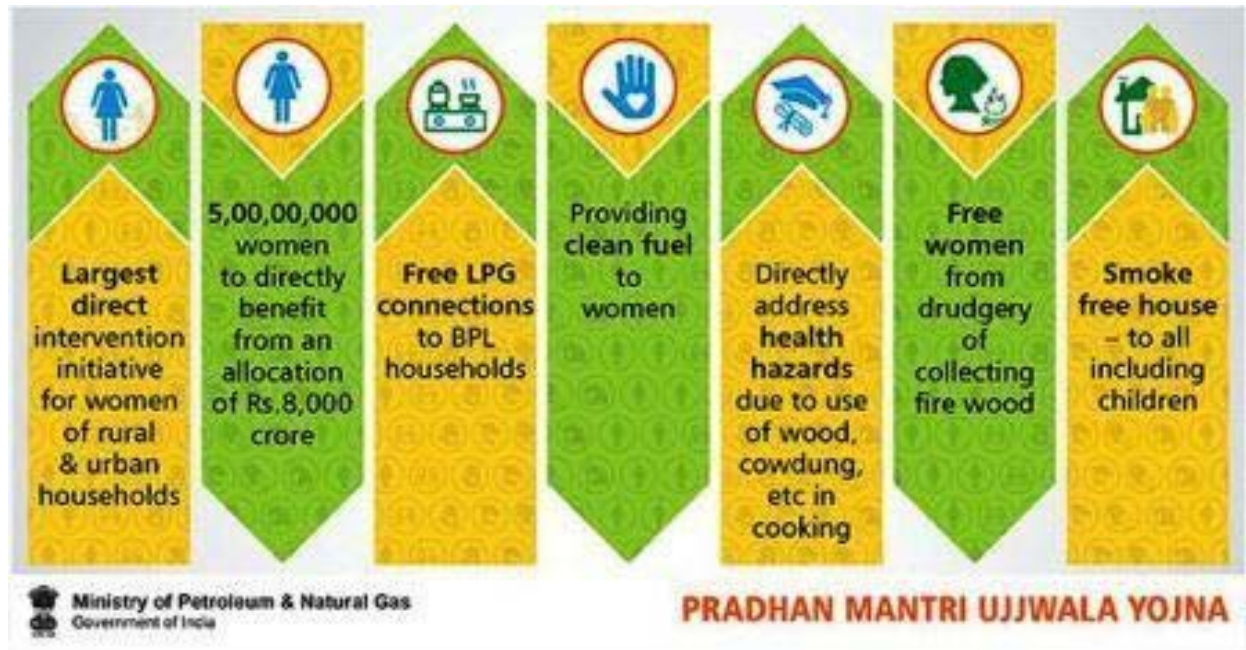 Largest
direct
intervention
initiative
for women
of rural
& urban
households
5,00,00,000
women
to directly
benefit
from an
allocation
of Rs.8,000
crore
Free LPG
connections
to BPL
households
Providing
clean fuel
to
women
Directly
address
health
hazards
due to use
of wood,
cowdung,
etc in
cooking
Free
women
from
drudgery
of
collecting
fire wood
Smoke
free house
– to all
including
children
Ministry of Petroleum & Natural Gas
Government of India
PRADHAN MANTRI UJJWALA YOJNA